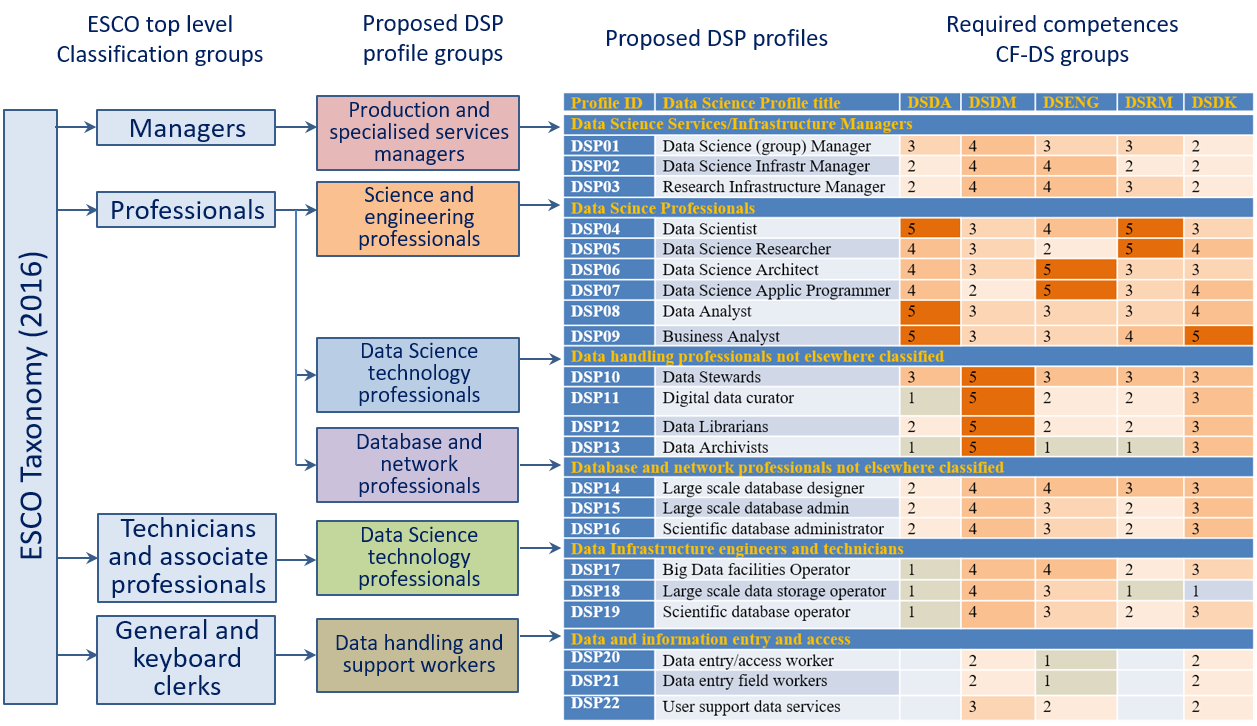 ESCO top level
Classification groups
Proposed DSP
profile groups
Proposed DSP profiles
Required competences
CF-DS groups
ESCO Taxonomy (2016)
Managers
Professionals
Technicians
and associate
professionals
General and
keyboard
clerks
Production and
specialised services
managers
Science and
engineering
professionals
Data Science
technology
professionals
Database and
network
professionals
Data Science
technology
professionals
Data handling and
support workers
Profile ID Data Science Profile title DSDA DSDM DSENG DSRM DSDK
Data Science Services/Infrastructure Managers
DSP01 Data Science (group) Manager 3 4 3 3 2
DSP02 Data Science Infrastr Manager 2 4 4 2 2
DSP03 Research Infrastructure Manager 2 4 4 3 2
Data Scince Professionals
DSP04 Data Scientist 5 3 4 5 3
DSP05 Data Science Researcher 4 3 2 5 4
DSP06 Data Science Architect 4 3 5 3 3
DSP07 Data Science Applic Programmer 4 2 5 3 4
DSP08 Data Analyst 5 3 3 3 4
DSP09 Business Analyst 5 3 3 4 5
Data handling professionals not elsewhere classified
DSP10 Data Stewards 3 5 3 3 3
DSP11 Digital data curator 1 5 2 2 3
DSP12 Data Librarians 2 5 2 2 3
DSP13 Data Archivists 1 5 1 1 3
Database and network professionals not elsewhere classified
DSP14 Large scale database designer 2 4 4 3 3
DSP15 Large scale database admin 2 4 3 2 3
DSP16 Scientific database administrator 2 4 3 2 3
Data Infrastructure engineers and technicians
DSP17 Big Data facilities Operator 1 4 4 2 3
DSP18 Large scale data storage operator 1 4 3 1 1
DSP19 Scientific database operator 1 4 3 2 3
Data and information entry and access
DSP20 Data entry/access worker 2 1 2
DSP21 Data entry field workers 2 1 2
DSP22 User support data services 3 2 2